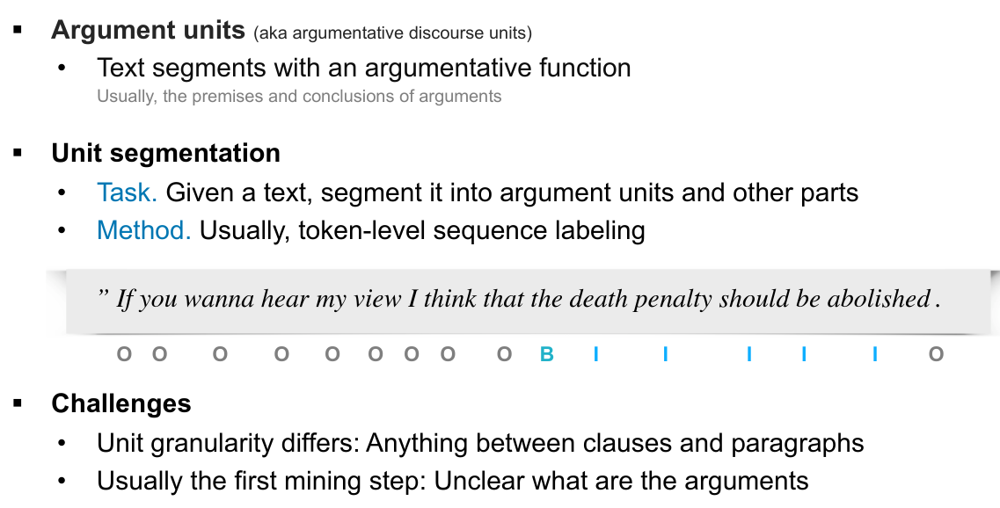 ▪ Argument units (aka argumentative discourse units)
• Text segments with an argumentative function
Usually, the premises and conclusions of arguments
▪ Unit segmentation
• Task. Given a text, segment it into argument units and other parts
• Method. Usually, token-level sequence labeling
” If you wanna hear my view I think that the death penalty should be abolished .
O O O O O O O O O B I I I I I O
▪ Challenges
• Unit granularity differs: Anything between clauses and paragraphs
• Usually the first mining step: Unclear what are the arguments